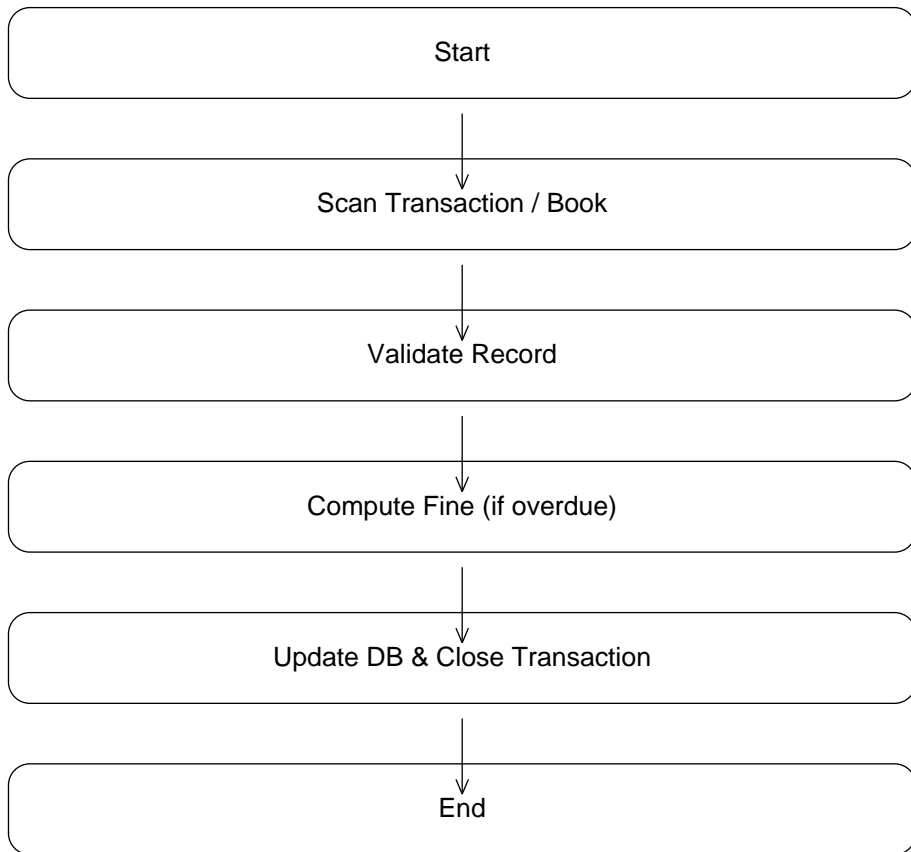 Start
Scan Transaction / Book
Validate Record
Compute Fine (if overdue)
Update DB & Close Transaction
End